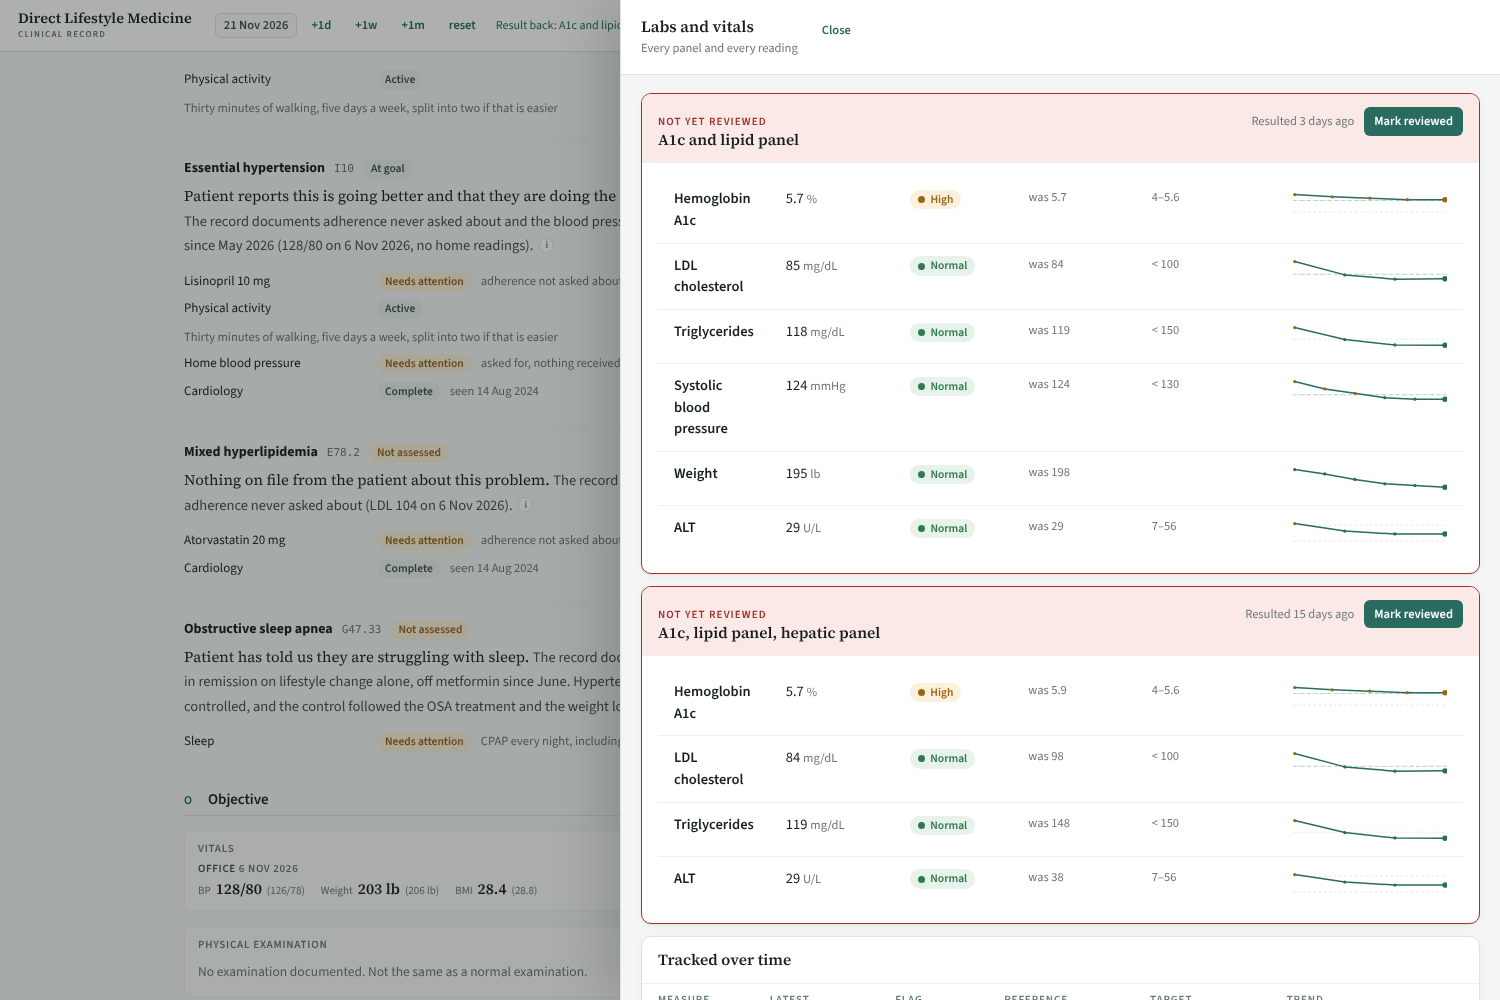 Direct Lifestyle Medicine
CLINICAL RECORD
21 Nov 2026
+1d
+1w
+1m
reset
Result back: A1c and
Physical activity
Active
Thirty minutes of walking, five days a week, split into two if that is easier
Essential hypertension I10 At goal
Patient reports this is going better and that they are doing the
The record documents adherence never asked about and the blood
since May 2026 (128/80 on 6 Nov 2026, no home readings). i
Lisinopril 10 mg
Needs attention
adherence not asked about
Physical activity
Active
Thirty minutes of walking, five days a week, split into two if that is easier
Home blood pressure
Needs attention
asked for, nothing received
Cardiology
Complete
seen 14 Aug 2024
Mixed hyperlipidemia E78.2 Not assessed
Nothing on file from the patient about this problem. The record
adherence never asked about (LDL 104 on 6 Nov 2026). i
Atorvastatin 20 mg
Needs attention
adherence not asked about
Cardiology
Complete
seen 14 Aug 2024
Obstructive sleep apnea G47.33 Not assessed
Patient has told us they are struggling with sleep. The record
in remission on lifestyle change alone, off metformin since June.
controlled, and the control followed the OSA treatment and the weight
Sleep
Needs attention
CPAP every night, including
O Objective
VITALS
OFFICE 6 NOV 2026
BP 128/80 (126/78) Weight 203 lb (206 lb) BMI 28.4 (28.8)
PHYSICAL EXAMINATION
No examination documented. Not the same as a normal examination.
Labs and vitals
Every panel and every reading
Close
NOT YET REVIEWED
A1c and lipid panel
Resulted 3 days ago
Mark reviewed
Hemoglobin
A1c
5.7 %
High
was 5.7
4–5.6
LDL
cholesterol
85 mg/dL
Normal
was 84
< 100
Triglycerides
118 mg/dL
Normal
was 119
< 150
Systolic
blood
pressure
124 mmHg
Normal
was 124
< 130
Weight
195 lb
Normal
was 198
ALT
29 U/L
Normal
was 29
7–56
NOT YET REVIEWED
A1c, lipid panel, hepatic panel
Resulted 15 days ago
Mark reviewed
Hemoglobin
A1c
5.7 %
High
was 5.9
4–5.6
LDL
cholesterol
84 mg/dL
Normal
was 98
< 100
Triglycerides
119 mg/dL
Normal
was 148
< 150
ALT
29 U/L
Normal
was 38
7–56
Tracked over time
MEASURE
LATEST
FLAG
REFERENCE
TARGET
TREND